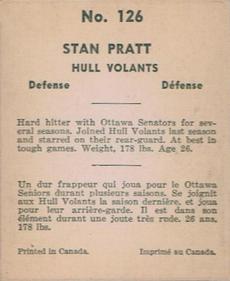 No. 126
STAN PRATT
HULL VOLANTS
Defense Défense
Hard hitter with Ottawa Senators for sev-
eral seasons. Joined Hull Volants last season
and starred on their rear-guard. At best in
tough games. Weight, 178 lbs. Age 26.
Un dur frappeur qui joua pour le Ottawa
Seniors durant plusieurs saisons. Se joignit
aux Hull Volants la saison dernière, et joua
pour leur arrière-garde. Il est dans son
élément durant une joute très rude. 26 ans,
178 lbs.
Printed in Canada. Imprimé au Canada.